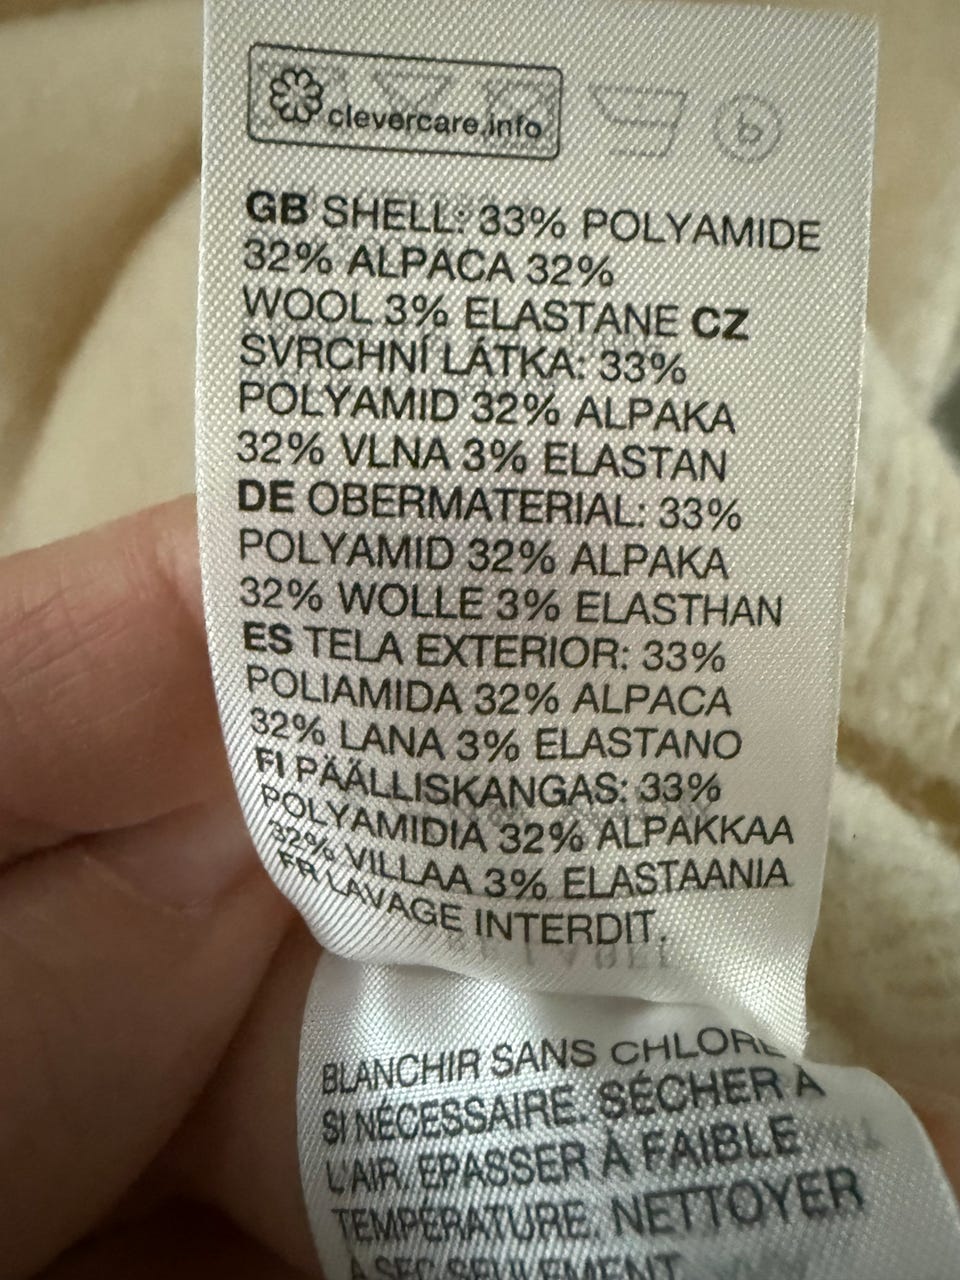 clevercare.info
GB SHELL: 33% POLYAMIDE
32% ALPACA 32%
WOOL 3% ELASTANE CZ
SVRCHNÍ LÁTKA: 33%
POLYAMID 32% ALPAKA
32% VLNA 3% ELASTAN
DE OBERMATERIAL: 33%
POLYAMID 32% ALPAKA
32% WOLLE 3% ELASTHAN
ES TELA EXTERIOR: 33%
POLIAMIDA 32% ALPACA
32% LANA 3% ELASTANO
FI PÄÄLLISKANGAS: 33%
POLYAMIDIA 32% ALPAKKAA
32% VILLAA 3% ELASTAANIA
FR LAVAGE INTERDIT.
BLANCHIR SANS CHLORE
SI NÉCESSAIRE. SÉCHER À
L'AIR. EPASSER À FAIBLE
TEMPERATURE. NETTOYER
A SEC SEULEMENT